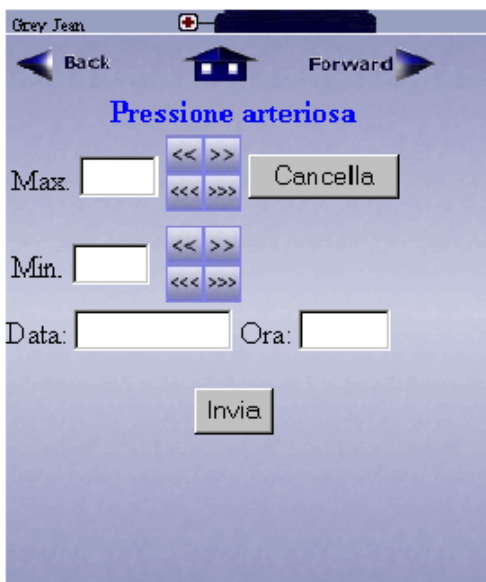 Grey Jean
Back Forward
Pressione arteriosa
<< >>
Max. Cancella
<<< >>>
<< >>
Min.
<<< >>>
Data: Ora:
Invia